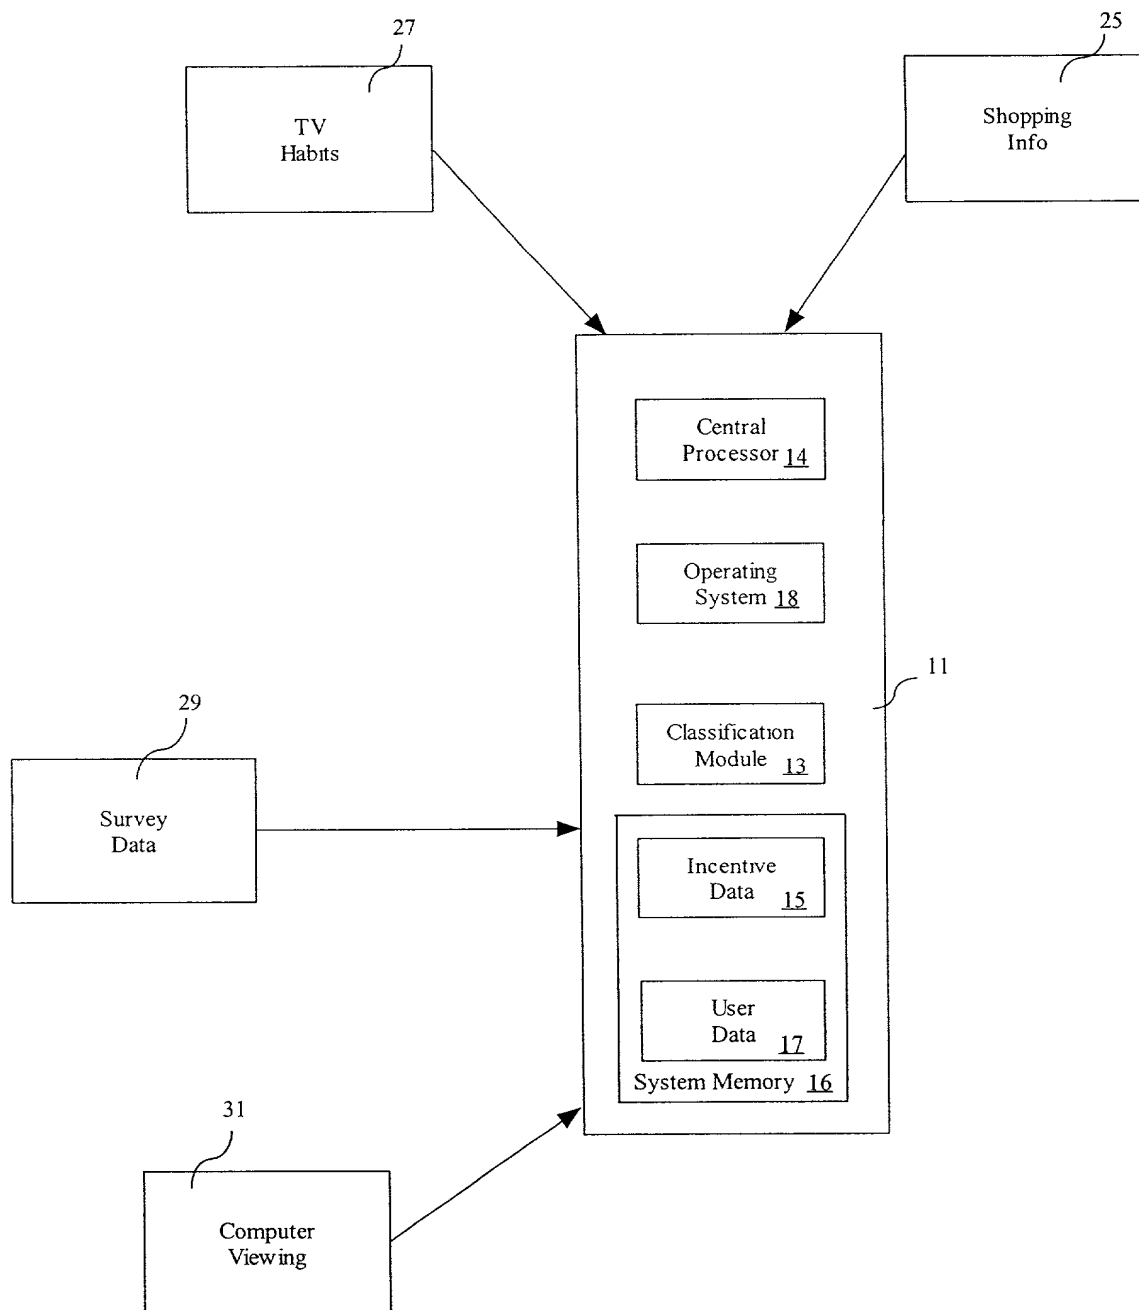 27
25
TV
Habits
Shopping
Info
Central
Processor 14
Operating
System 18
11
Classification
Module 13
29
Survey
Data
Incentive
Data 15
User
Data 17
System Memory 16
31
Computer
Viewing